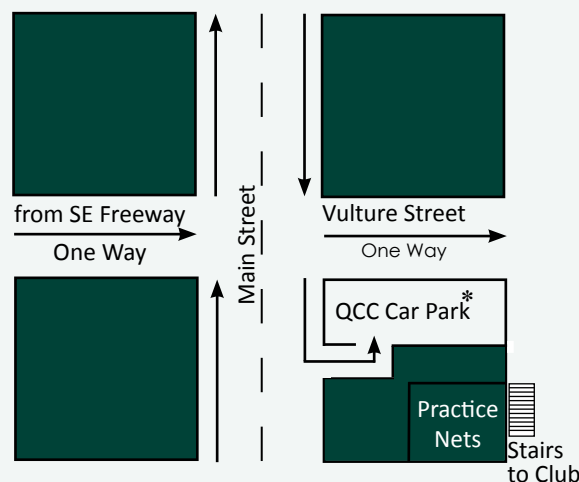 from SE Freeway
One Way
Main Street
Vulture Street
One Way
QCC Car Park*
Practice
Nets
Stairs
to Club